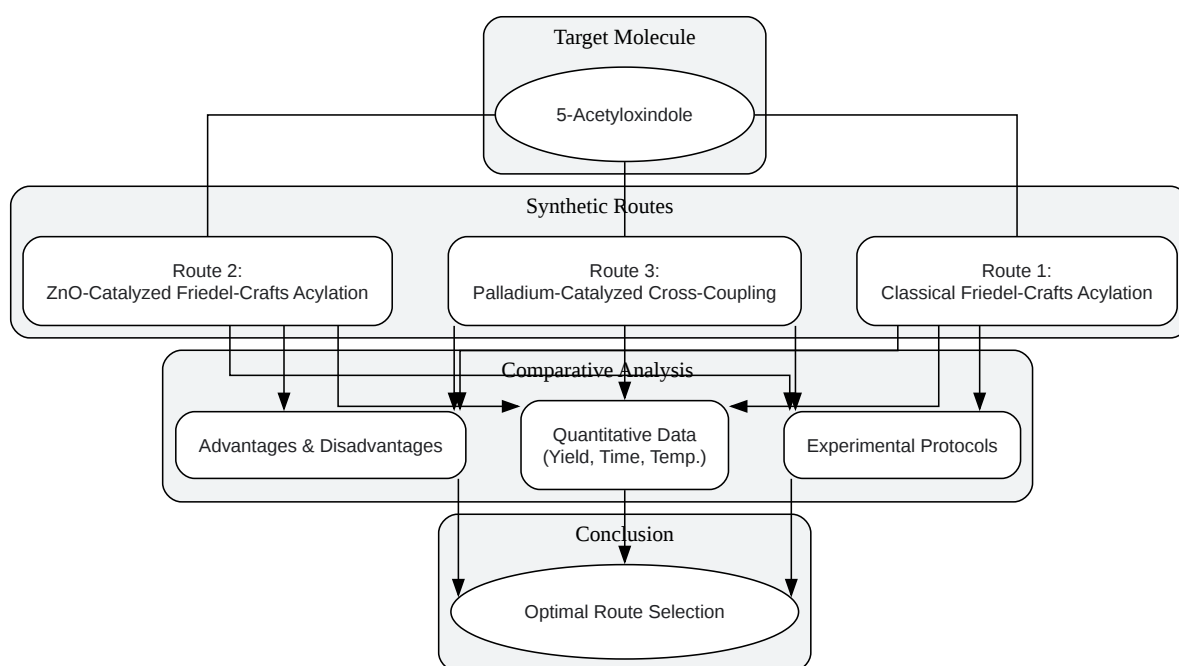 Target Molecule
5-Acetyloxindole
Synthetic Routes
Route 2:
ZnO-Catalyzed Friedel-Crafts Acylation
Route 3:
Palladium-Catalyzed Cross-Coupling
Route 1:
Classical Friedel-Crafts Acylation
Comparative Analysis
Advantages & Disadvantages
Quantitative Data
(Yield, Time, Temp.)
Experimental Protocols
Conclusion
Optimal Route Selection